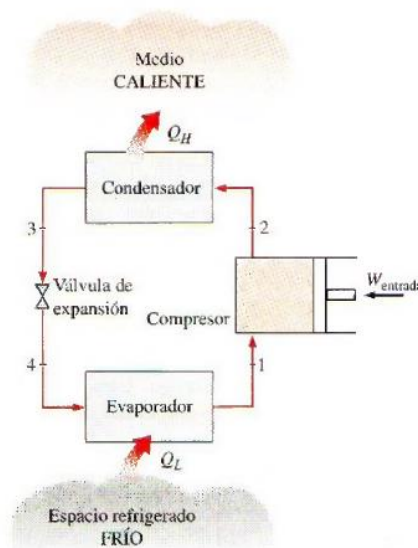 Medio
CALIENTE
Q_H
Condensador
3
2
Válvula de
expansión
W_entrada
Compresor
4
1
Evaporador
Q_L
Espacio refrigerado
FRÍO